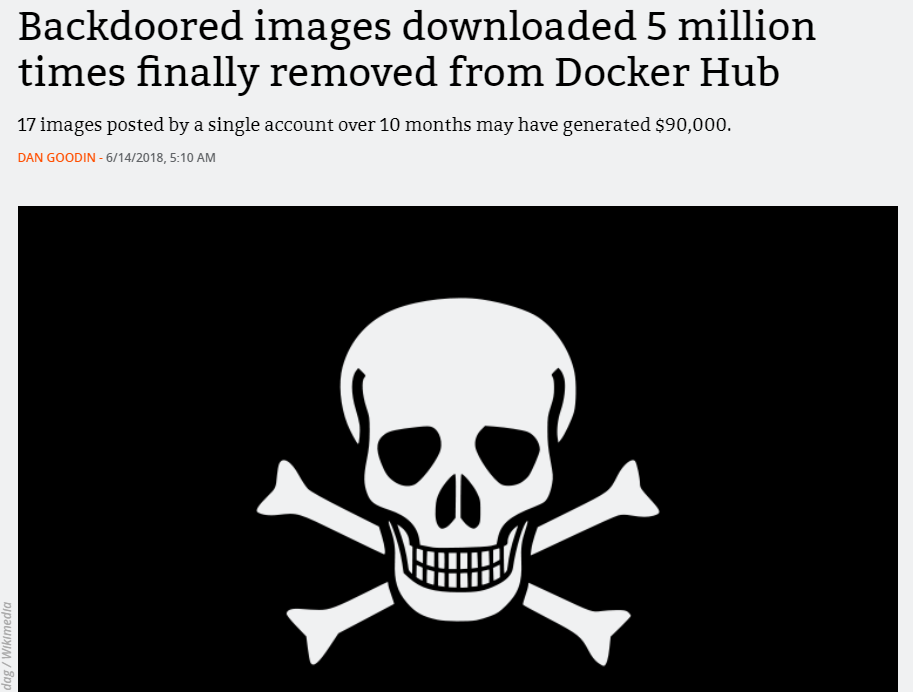 Backdoored images downloaded 5 million
times finally removed from Docker Hub
17 images posted by a single account over 10 months may have generated $90,000.
DAN GOODIN - 6/14/2018, 5:10 AM
dag / Wikimedia